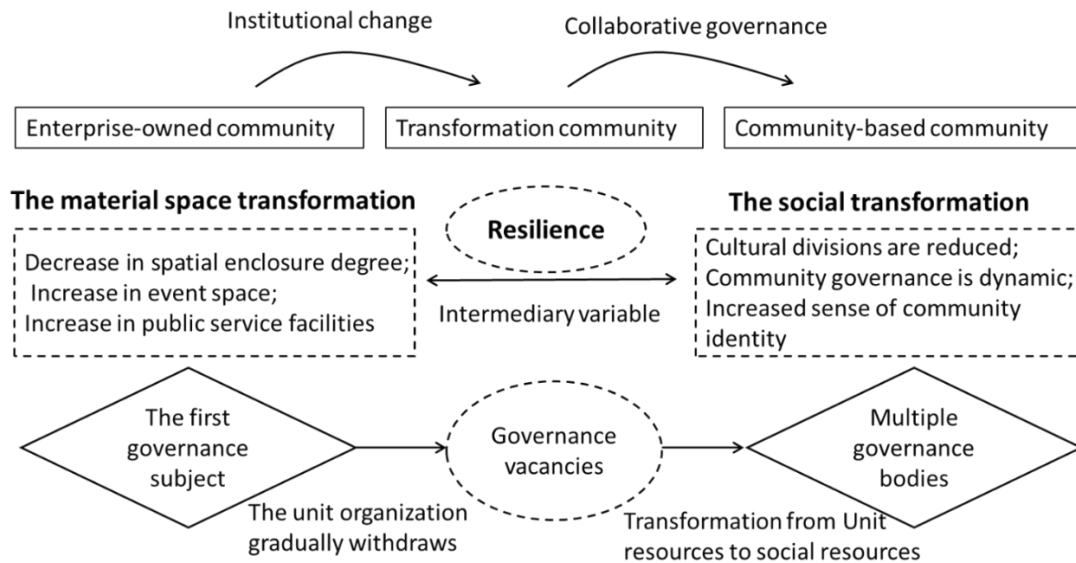 Institutional change
Collaborative governance
Enterprise-owned community
Transformation community
Community-based community
The material space transformation
Resilience
The social transformation
Decrease in spatial enclosure degree;
Increase in event space;
Increase in public service facilities
Intermediary variable
Cultural divisions are reduced;
Community governance is dynamic;
Increased sense of community
identity
The first
governance
subject
Governance
vacancies
Multiple
governance
bodies
The unit organization
gradually withdraws
Transformation from Unit
resources to social resources